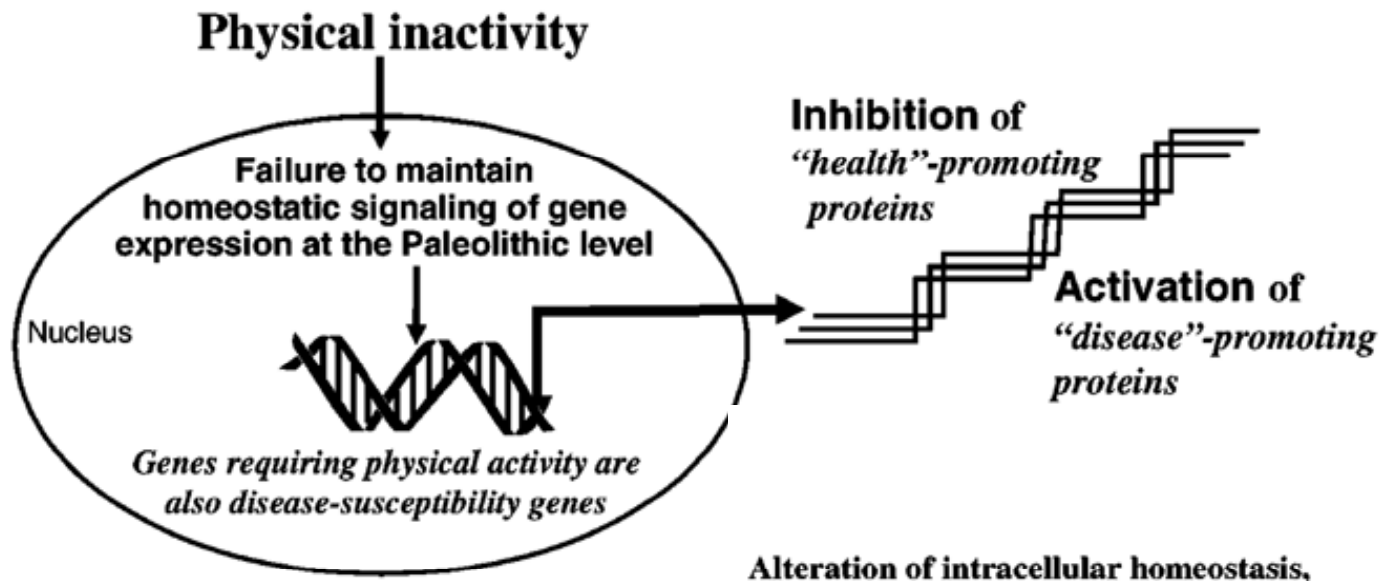 Physical inactivity
Failure to maintain
homeostatic signaling of gene
expression at the Paleolithic level
Nucleus
Genes requiring physical activity are
also disease-susceptibility genes
Inhibition of
“health”-promoting
proteins
Activation of
“disease”-promoting
proteins
Alteration of intracellular homeostasis,